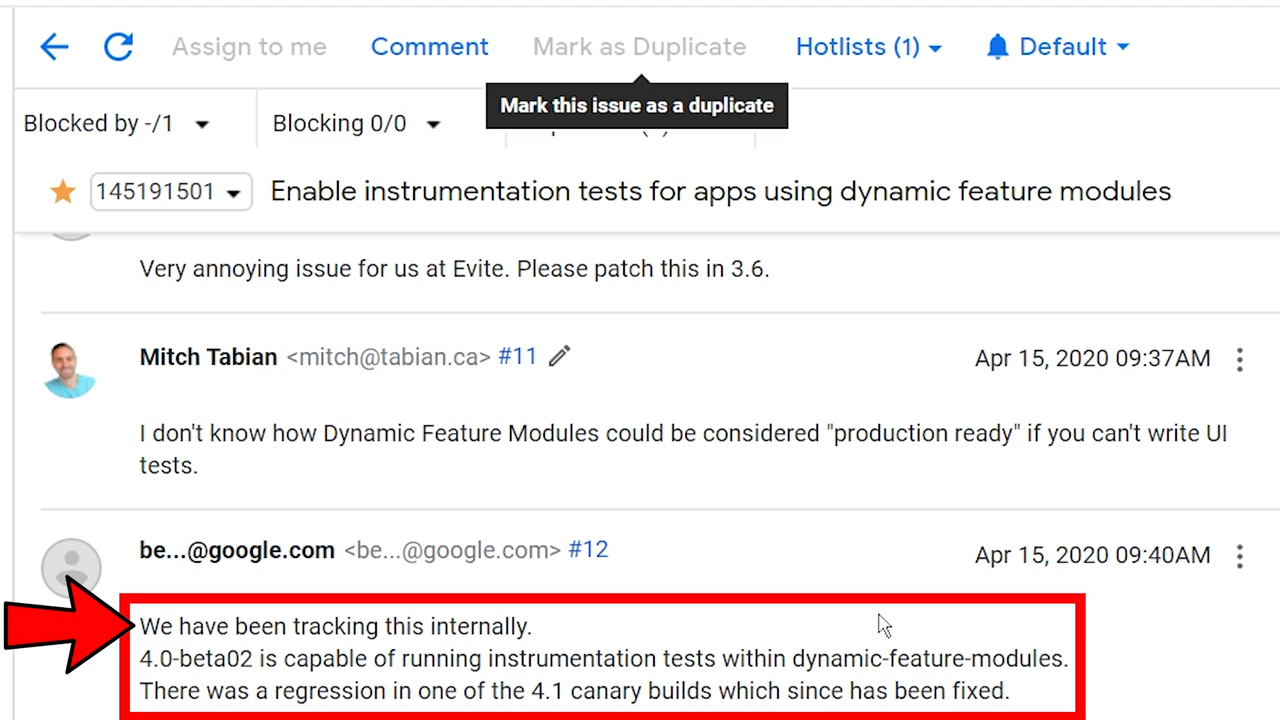 Assign to me Comment Mark as Duplicate Hotlists (1) Default
Mark this issue as a duplicate
Blocked by -/1 Blocking 0/0
145191501 Enable instrumentation tests for apps using dynamic feature modules
Very annoying issue for us at Evite. Please patch this in 3.6.
Mitch Tabian <mitch@tabian.ca> #11 Apr 15, 2020 09:37AM
I don't know how Dynamic Feature Modules could be considered "production ready" if you can't write UI
tests.
be...@google.com <be...@google.com> #12 Apr 15, 2020 09:40AM
We have been tracking this internally.
4.0-beta02 is capable of running instrumentation tests within dynamic-feature-modules.
There was a regression in one of the 4.1 canary builds which since has been fixed.